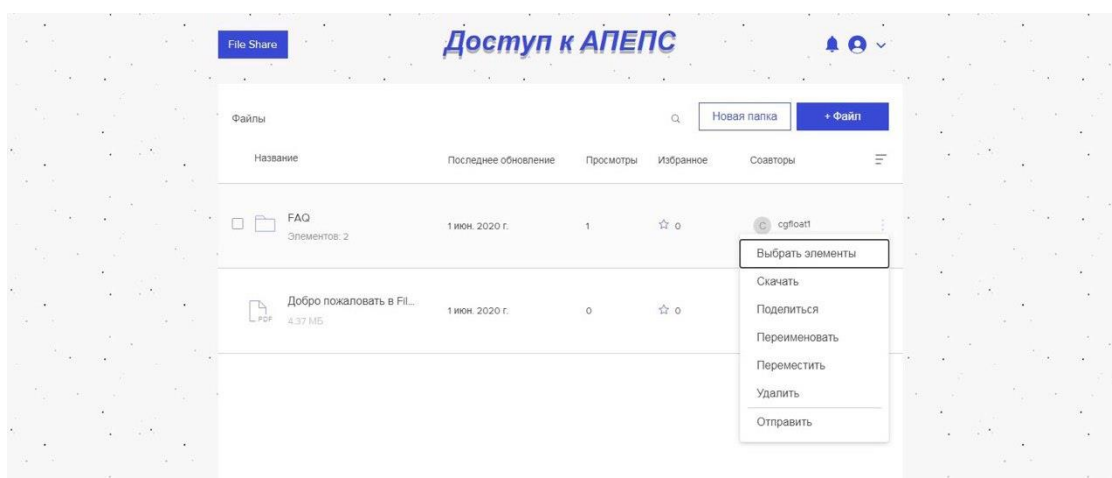 File Share
Доступ к АПЕПС
Файлы
Новая папка
+ Файл
Название
Последнее обновление
Просмотры
Избранное
Соавторы
FAQ
Элементов: 2
1 июн. 2020 г.
1
0
C
cgfloat1
Добро пожаловать в Fil...
PDF
4.37 МБ
1 июн. 2020 г.
0
0
Выбрать элементы
Скачать
Поделиться
Переименовать
Переместить
Удалить
Отправить